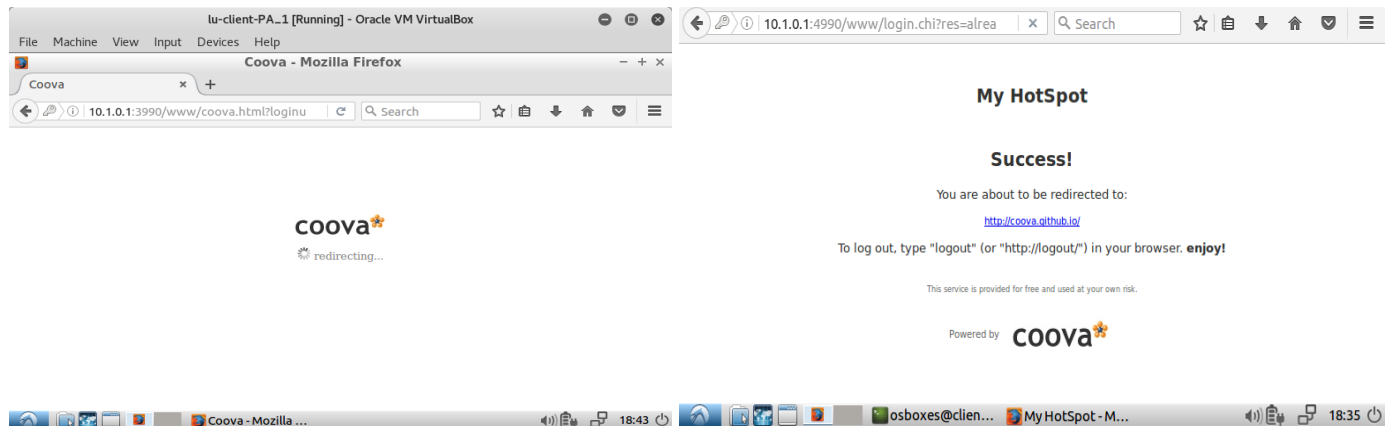 lu-client-PA_1 [Running] - Oracle VM VirtualBox
File Machine View Input Devices Help
Coova - Mozilla Firefox
Coova
10.1.0.1:3990/www/coova.html?loginu
Search
coova
redirecting...
Coova - Mozilla ...
18:43
10.1.0.1:4990/www/login.chi?res=alrea
Search
My HotSpot
Success!
You are about to be redirected to:
http://coova.github.io/
To log out, type "logout" (or "http://logout/") in your browser. enjoy!
This service is provided for free and used at your own risk.
Powered by coova
osboxes@clien...
My HotSpot - M...
18:35